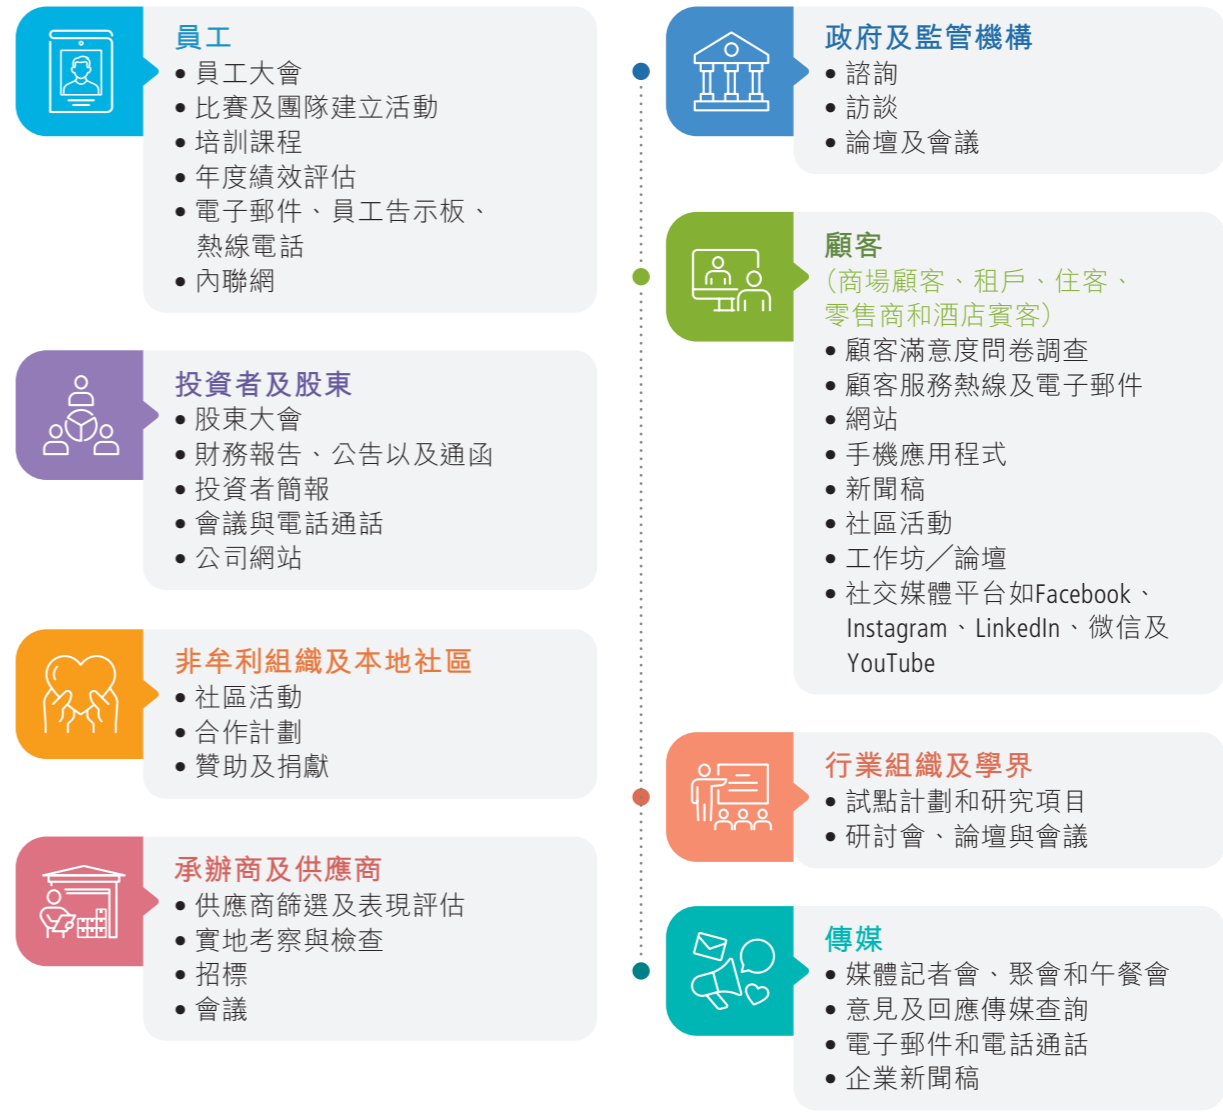 員工
• 員工大會
• 比賽及團隊建立活動
• 培訓課程
• 年度績效評估
• 電子郵件、員工告示板、
熱線電話
• 內聯網
投資者及股東
• 股東大會
• 財務報告、公告以及通函
• 投資者簡報
• 會議與電話通話
• 公司網站
非牟利組織及本地社區
• 社區活動
• 合作計劃
• 贊助及捐獻
承辦商及供應商
• 供應商篩選及表現評估
• 實地考察與檢查
• 招標
• 會議
政府及監管機構
• 諮詢
• 訪談
• 論壇及會議
顧客
(商場顧客、租戶、住客、
零售商和酒店賓客)
• 顧客滿意度問卷調查
• 顧客服務熱線及電子郵件
• 網站
• 手機應用程式
• 新聞稿
• 社區活動
• 工作坊╱論壇
• 社交媒體平台如Facebook、
Instagram、LinkedIn、微信及
YouTube
行業組織及學界
• 試點計劃和研究項目
• 研討會、論壇與會議
傳媒
• 媒體記者會、聚會和午餐會
• 意見及回應傳媒查詢
• 電子郵件和電話通話
• 企業新聞稿